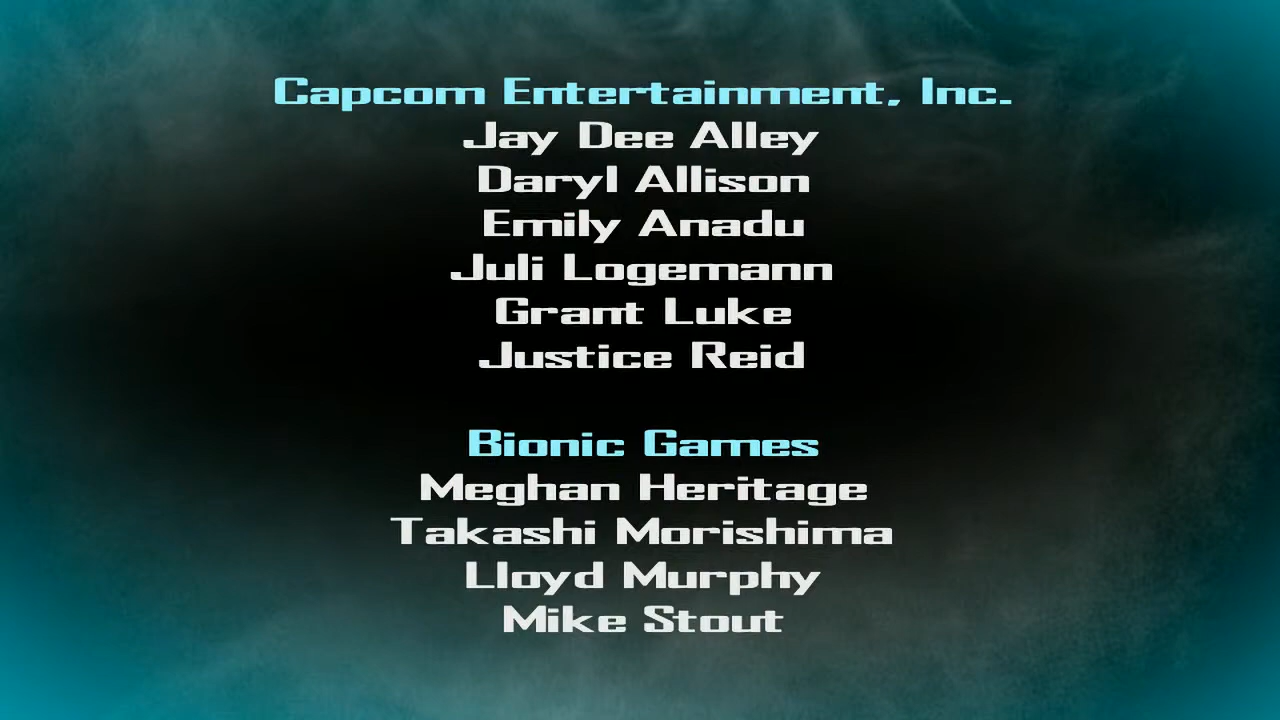 Capcom Entertainment, Inc.
Jay Dee Alley
Daryl Allison
Emily Anadu
Juli Logemann
Grant Luke
Justice Reid
Bionic Games
Meghan Heritage
Takashi Morishima
Lloyd Murphy
Mike Stout